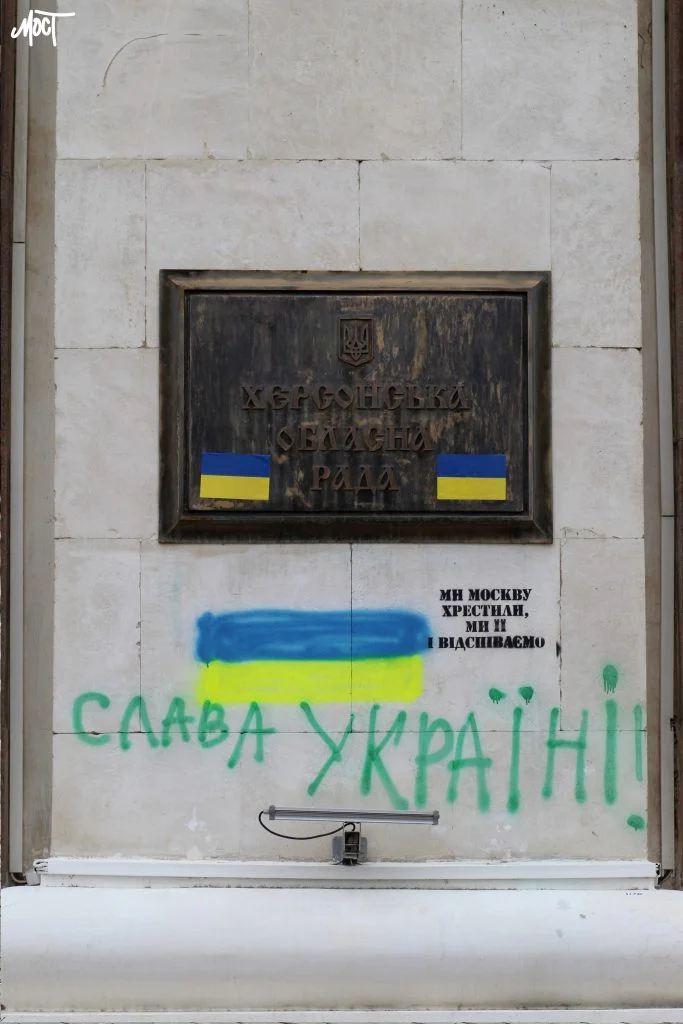 МОСТ
ХЕРСОНСЬКА
ОБЛАСНА
РАДА
МИ МОСКВУ
ХРЕСТИЛИ,
МИ ЇЇ
І ВІДСПІВАЄМО
СЛАВА УКРАЇНІ!